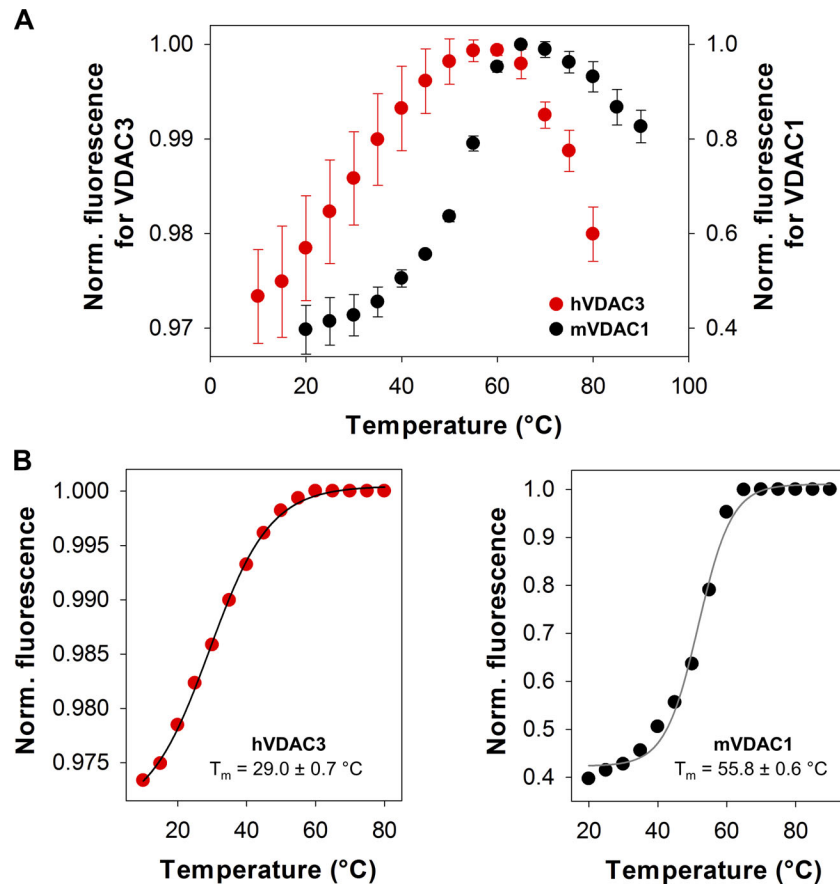 A
Norm. fluorescence
for VDAC3
1.00
0.99
0.98
0.97
1.0
0.8
0.6
0.4
Norm. fluorescence
for VDAC1
hVDAC3
mVDAC1
0 20 40 60 80 100
Temperature (°C)
B
Norm. fluorescence
1.000
0.995
0.990
0.985
0.980
0.975
hVDAC3
Tm = 29.0 ± 0.7 °C
20 40 60 80
Temperature (°C)
Norm. fluorescence
1.0
0.9
0.8
0.7
0.6
0.5
0.4
mVDAC1
Tm = 55.8 ± 0.6 °C
20 40 60 80
Temperature (°C)